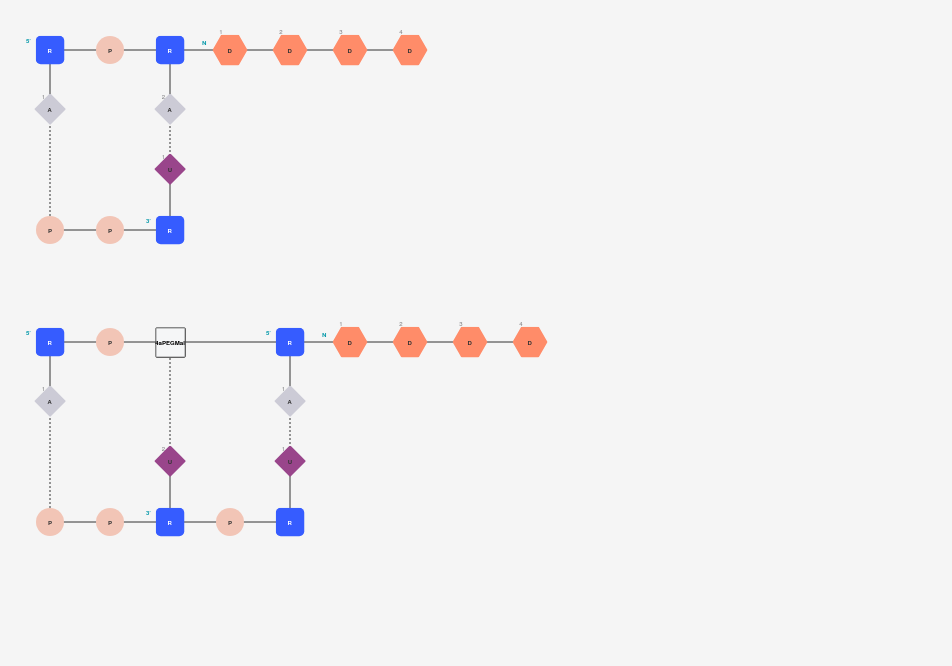 1 2 3 4
5' R P R N D D D D
1 A 2 A
1 U
3'
P P R
1 2 3 4
5' R P 5' R N D D D D
1 A 1 A
2 U 1 U
3'
P P R P R